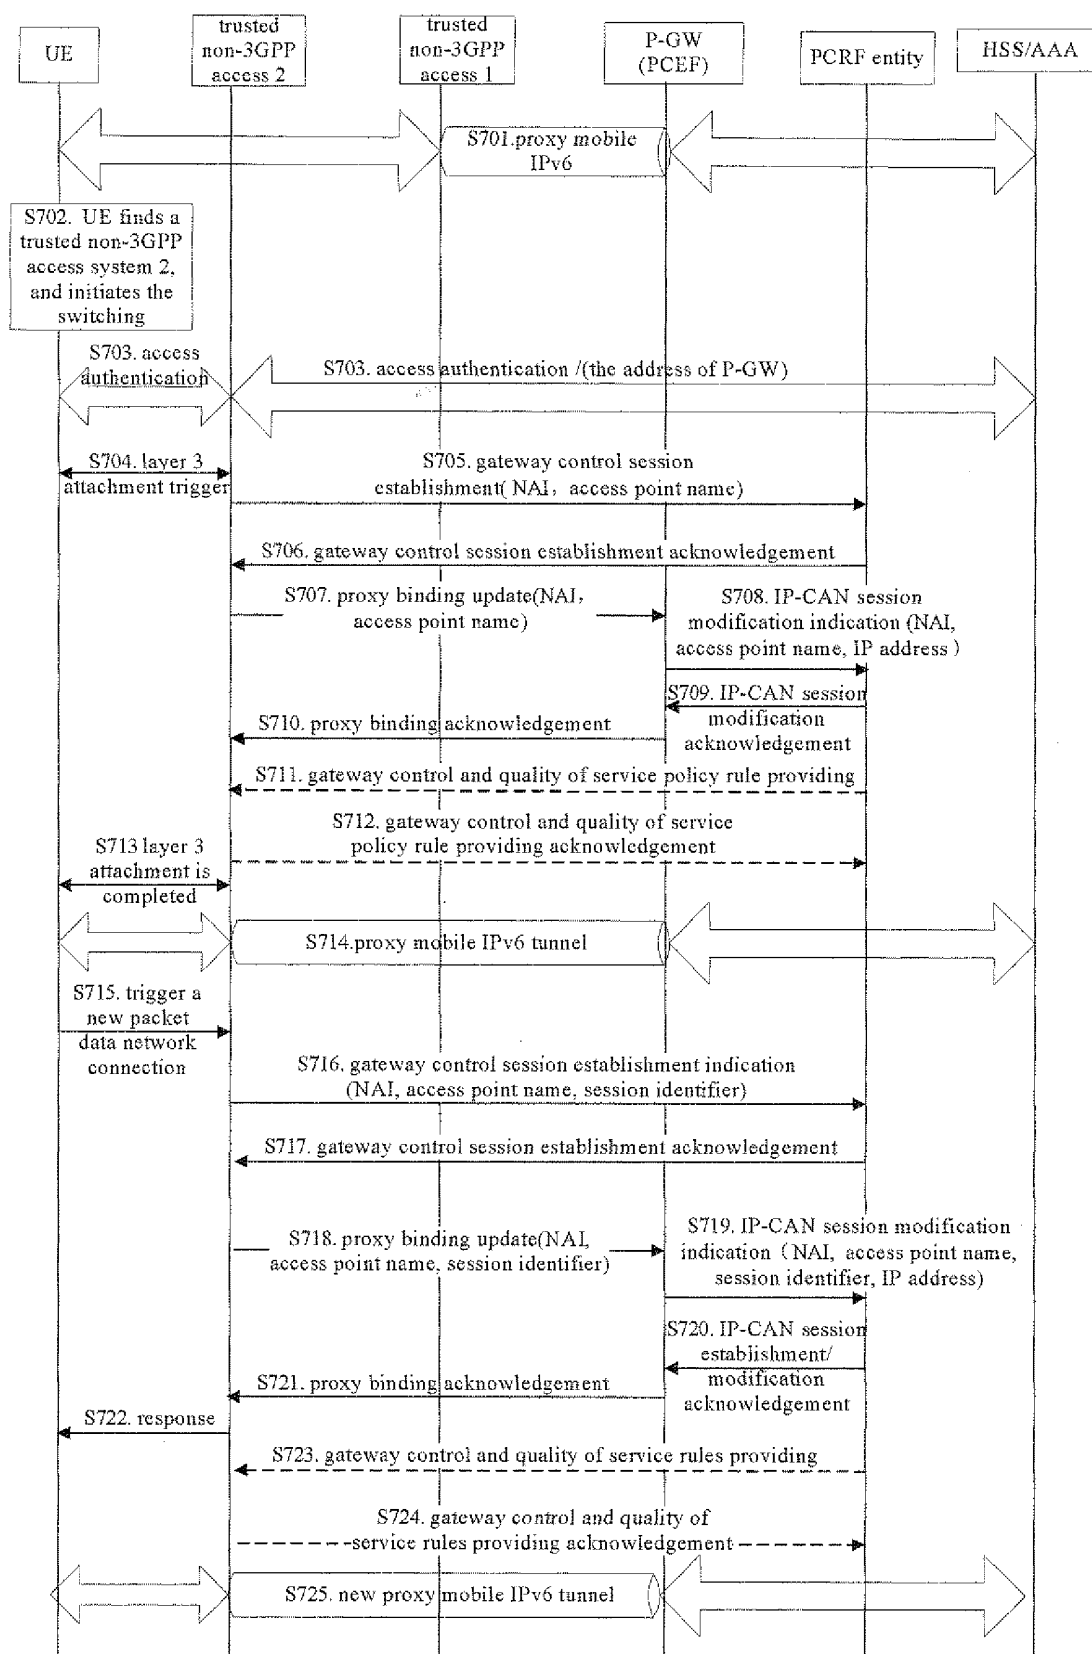 UE
trusted
non-3GPP
access 2
trusted
non-3GPP
access 1
P-GW
(PCEF)
PCRF entity
HSS/AAA
S701.proxy mobile
IPv6
S702. UE finds a
trusted non-3GPP
access system 2,
and initiates the
switching
S703. access
authentication
S703. access authentication /(the address of P-GW)
S704. layer 3
attachment trigger
S705. gateway control session
establishment( NAI, access point name)
S706. gateway control session establishment acknowledgement
S707. proxy binding update(NAI,
access point name)
S708. IP-CAN session
modification indication (NAI,
access point name, IP address )
S709. IP-CAN session
modification
acknowledgement
S710. proxy binding acknowledgement
S711. gateway control and quality of service policy rule providing
S712. gateway control and quality of service
policy rule providing acknowledgement
S713 layer 3
attachment is
completed
S714.proxy mobile IPv6 tunnel
S715. trigger a
new packet
data network
connection
S716. gateway control session establishment indication
(NAI, access point name, session identifier)
S717. gateway control session establishment acknowledgement
S718. proxy binding update(NAI,
access point name, session identifier)
S719. IP-CAN session modification
indication (NAI, access point name,
session identifier, IP address)
S720. IP-CAN session
establishment/
modification
acknowledgement
S721. proxy binding acknowledgement
S722. response
S723. gateway control and quality of service rules providing
S724. gateway control and quality of
service rules providing acknowledgement
S725. new proxy mobile IPv6 tunnel